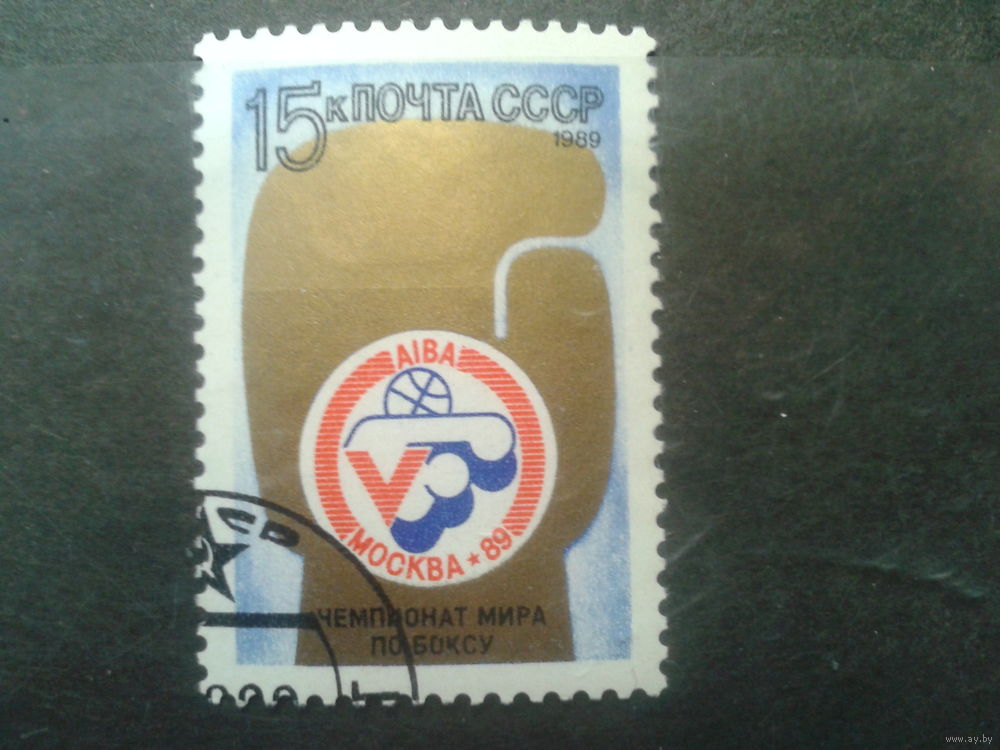 15к ПОЧТА СССР
1989
AIBA
V
МОСКВА ★ 89
ЧЕМПИОНАТ МИРА
ПО БОКСУ
www.ay.by